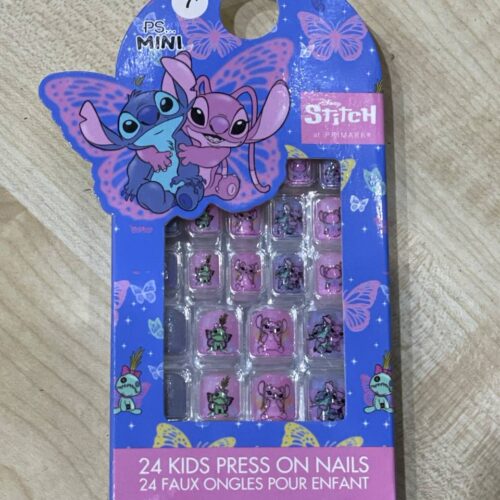 PS...
MINI
Disney
Stitch
at PRIMARK
24 KIDS PRESS ON NAILS
24 FAUX ONGLES POUR ENFANT